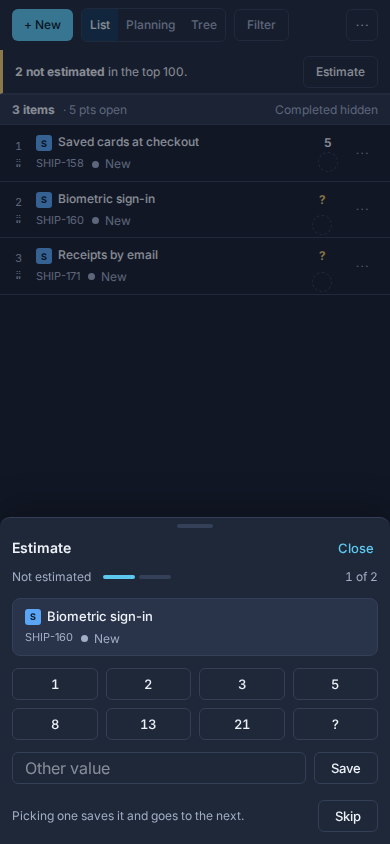 + New List Planning Tree Filter ...
2 not estimated in the top 100. Estimate
3 items · 5 pts open Completed hidden
1 S Saved cards at checkout 5 ...
SHIP-158 New
2 S Biometric sign-in ? ...
SHIP-160 New
3 S Receipts by email ? ...
SHIP-171 New
Estimate Close
Not estimated 1 of 2
S Biometric sign-in
SHIP-160 New
1 2 3 5
8 13 21 ?
Other value Save
Picking one saves it and goes to the next. Skip